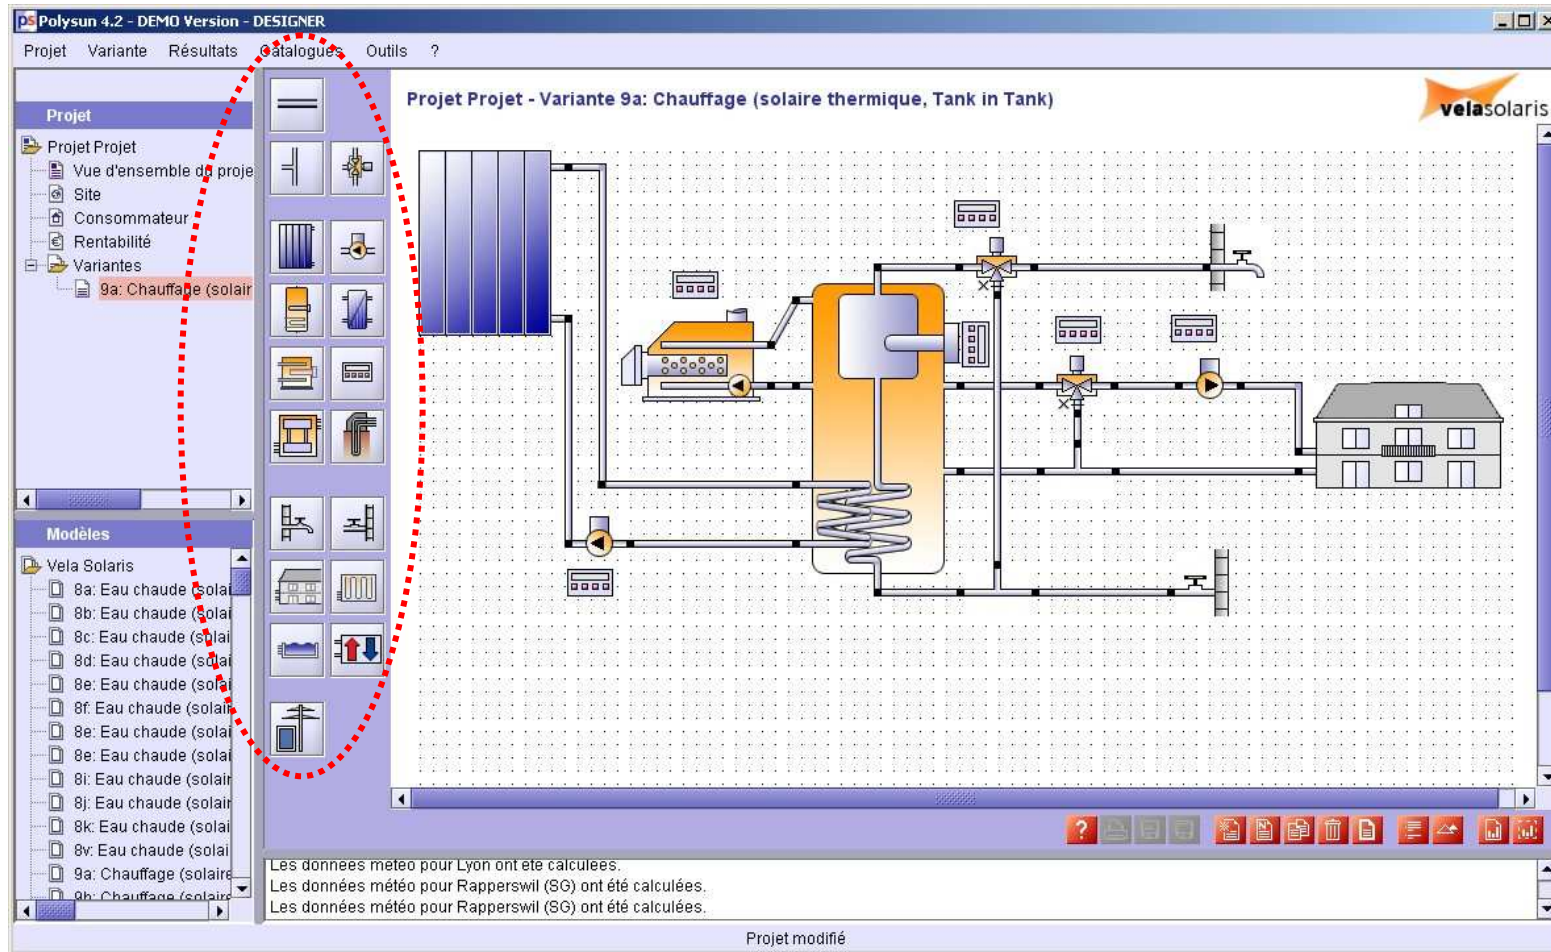 ps Polysun 4.2 - DEMO Version - DESIGNER
Projet Variante Résultats Catalogues Outils ?
Projet
Projet Projet
Vue d'ensemble du proje
Site
Consommateur
Rentabilité
Variantes
9a: Chauffage (solair
Modèles
Vela Solaris
8a: Eau chaude (solai
8b: Eau chaude (solai
8c: Eau chaude (solai
8d: Eau chaude (solai
8e: Eau chaude (solai
8f: Eau chaude (solair
8e: Eau chaude (solai
8e: Eau chaude (solai
8i: Eau chaude (solair
8j: Eau chaude (solair
8k: Eau chaude (solai
8v: Eau chaude (solai
9a: Chauffage (solaire
9b: Chauffage (solaire
Projet Projet - Variante 9a: Chauffage (solaire thermique, Tank in Tank)
velasolaris
Les données météo pour Lyon ont été calculées.
Les données météo pour Rapperswil (SG) ont été calculées.
Les données météo pour Rapperswil (SG) ont été calculées.
Projet modifié